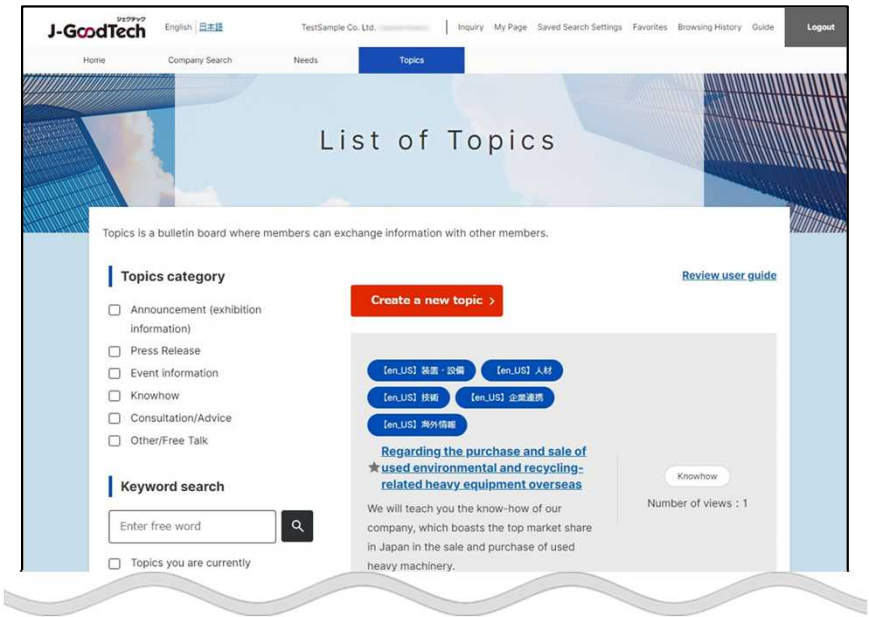 ジェグテック
J-GoodTech
English 日本語
TestSample Co. Ltd.
Inquiry My Page Saved Search Settings Favorites Browsing History Guide Logout
Home Company Search Needs Topics
List of Topics
Topics is a bulletin board where members can exchange information with other members.
Topics category
Announcement (exhibition
information)
Press Release
Event information
Knowhow
Consultation/Advice
Other/Free Talk
Keyword search
Enter free word
Topics you are currently
Review user guide
Create a new topic >
【en_US】装置・設備 【en_US】人材
【en_US】技術 【en_US】企業連携
【en_US】海外情報
Regarding the purchase and sale of
used environmental and recycling-
related heavy equipment overseas
We will teach you the know-how of our
company, which boasts the top market share
in Japan in the sale and purchase of used
heavy machinery.
Knowhow
Number of views : 1